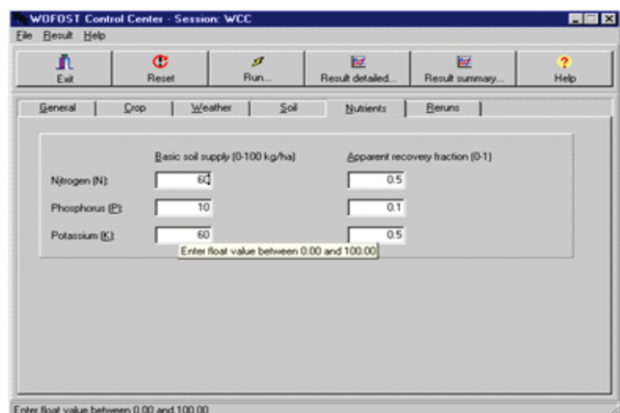 WOFOST Control Center - Session: WCC
File Result Help
Exit Reset Run... Result detailed... Result summary... Help
General Crop Weather Soil Nutrients Reruns
Basic soil supply (0-100 kg/ha) Apparent recovery fraction (0-1)
Nitrogen (N): 60 0.5
Phosphorus (P): 10 0.1
Potassium (K): 60 0.5
Enter float value between 0.00 and 100.00
Enter float value between 0.00 and 100.00